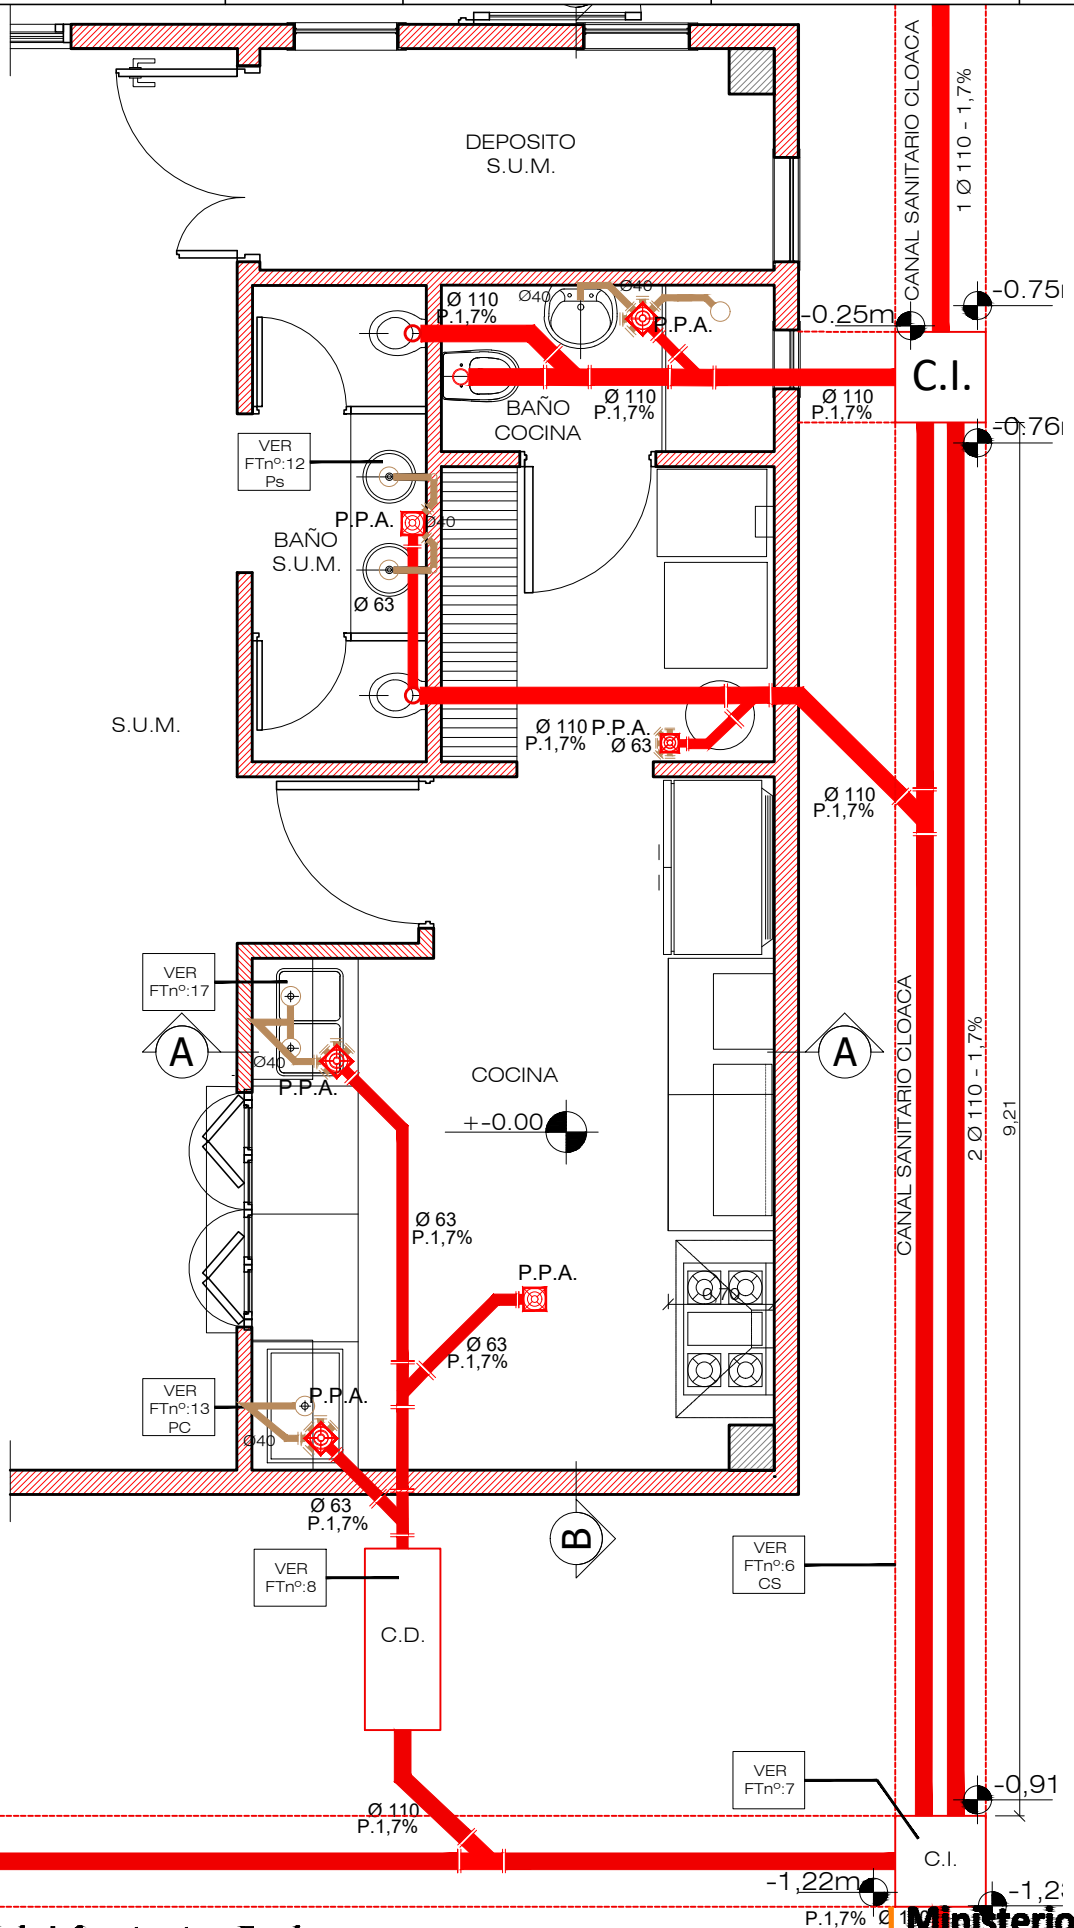 DEPOSITO
S.U.M.
CANAL SANITARIO CLOACA
1 Ø 110 - 1,7%
Ø 110
P.1,7%
Ø40
Ø40
P.P.A.
-0.25m
-0.75
C.I.
-0.76
Ø 110
P.1,7%
Ø 110
P.1,7%
BAÑO
COCINA
VER
FTnº:12
Ps
P.P.A.
Ø40
BAÑO
S.U.M.
Ø 63
S.U.M.
Ø 110
P.1,7%
P.P.A.
Ø 63
Ø 110
P.1,7%
VER
FTnº:17
A
A
Ø40
P.P.A.
COCINA
+-0.00
CANAL SANITARIO CLOACA
2 Ø 110 - 1,7%
9,21
Ø 63
P.1,7%
P.P.A.
0,70
Ø 63
P.1,7%
VER
FTnº:13
PC
P.P.A.
Ø40
Ø 63
P.1,7%
B
VER
FTnº:8
VER
FTnº:6
CS
C.D.
VER
FTnº:7
-0,91
Ø 110
P.1,7%
C.I.
-1,22m
P.1,7%
Ministerio